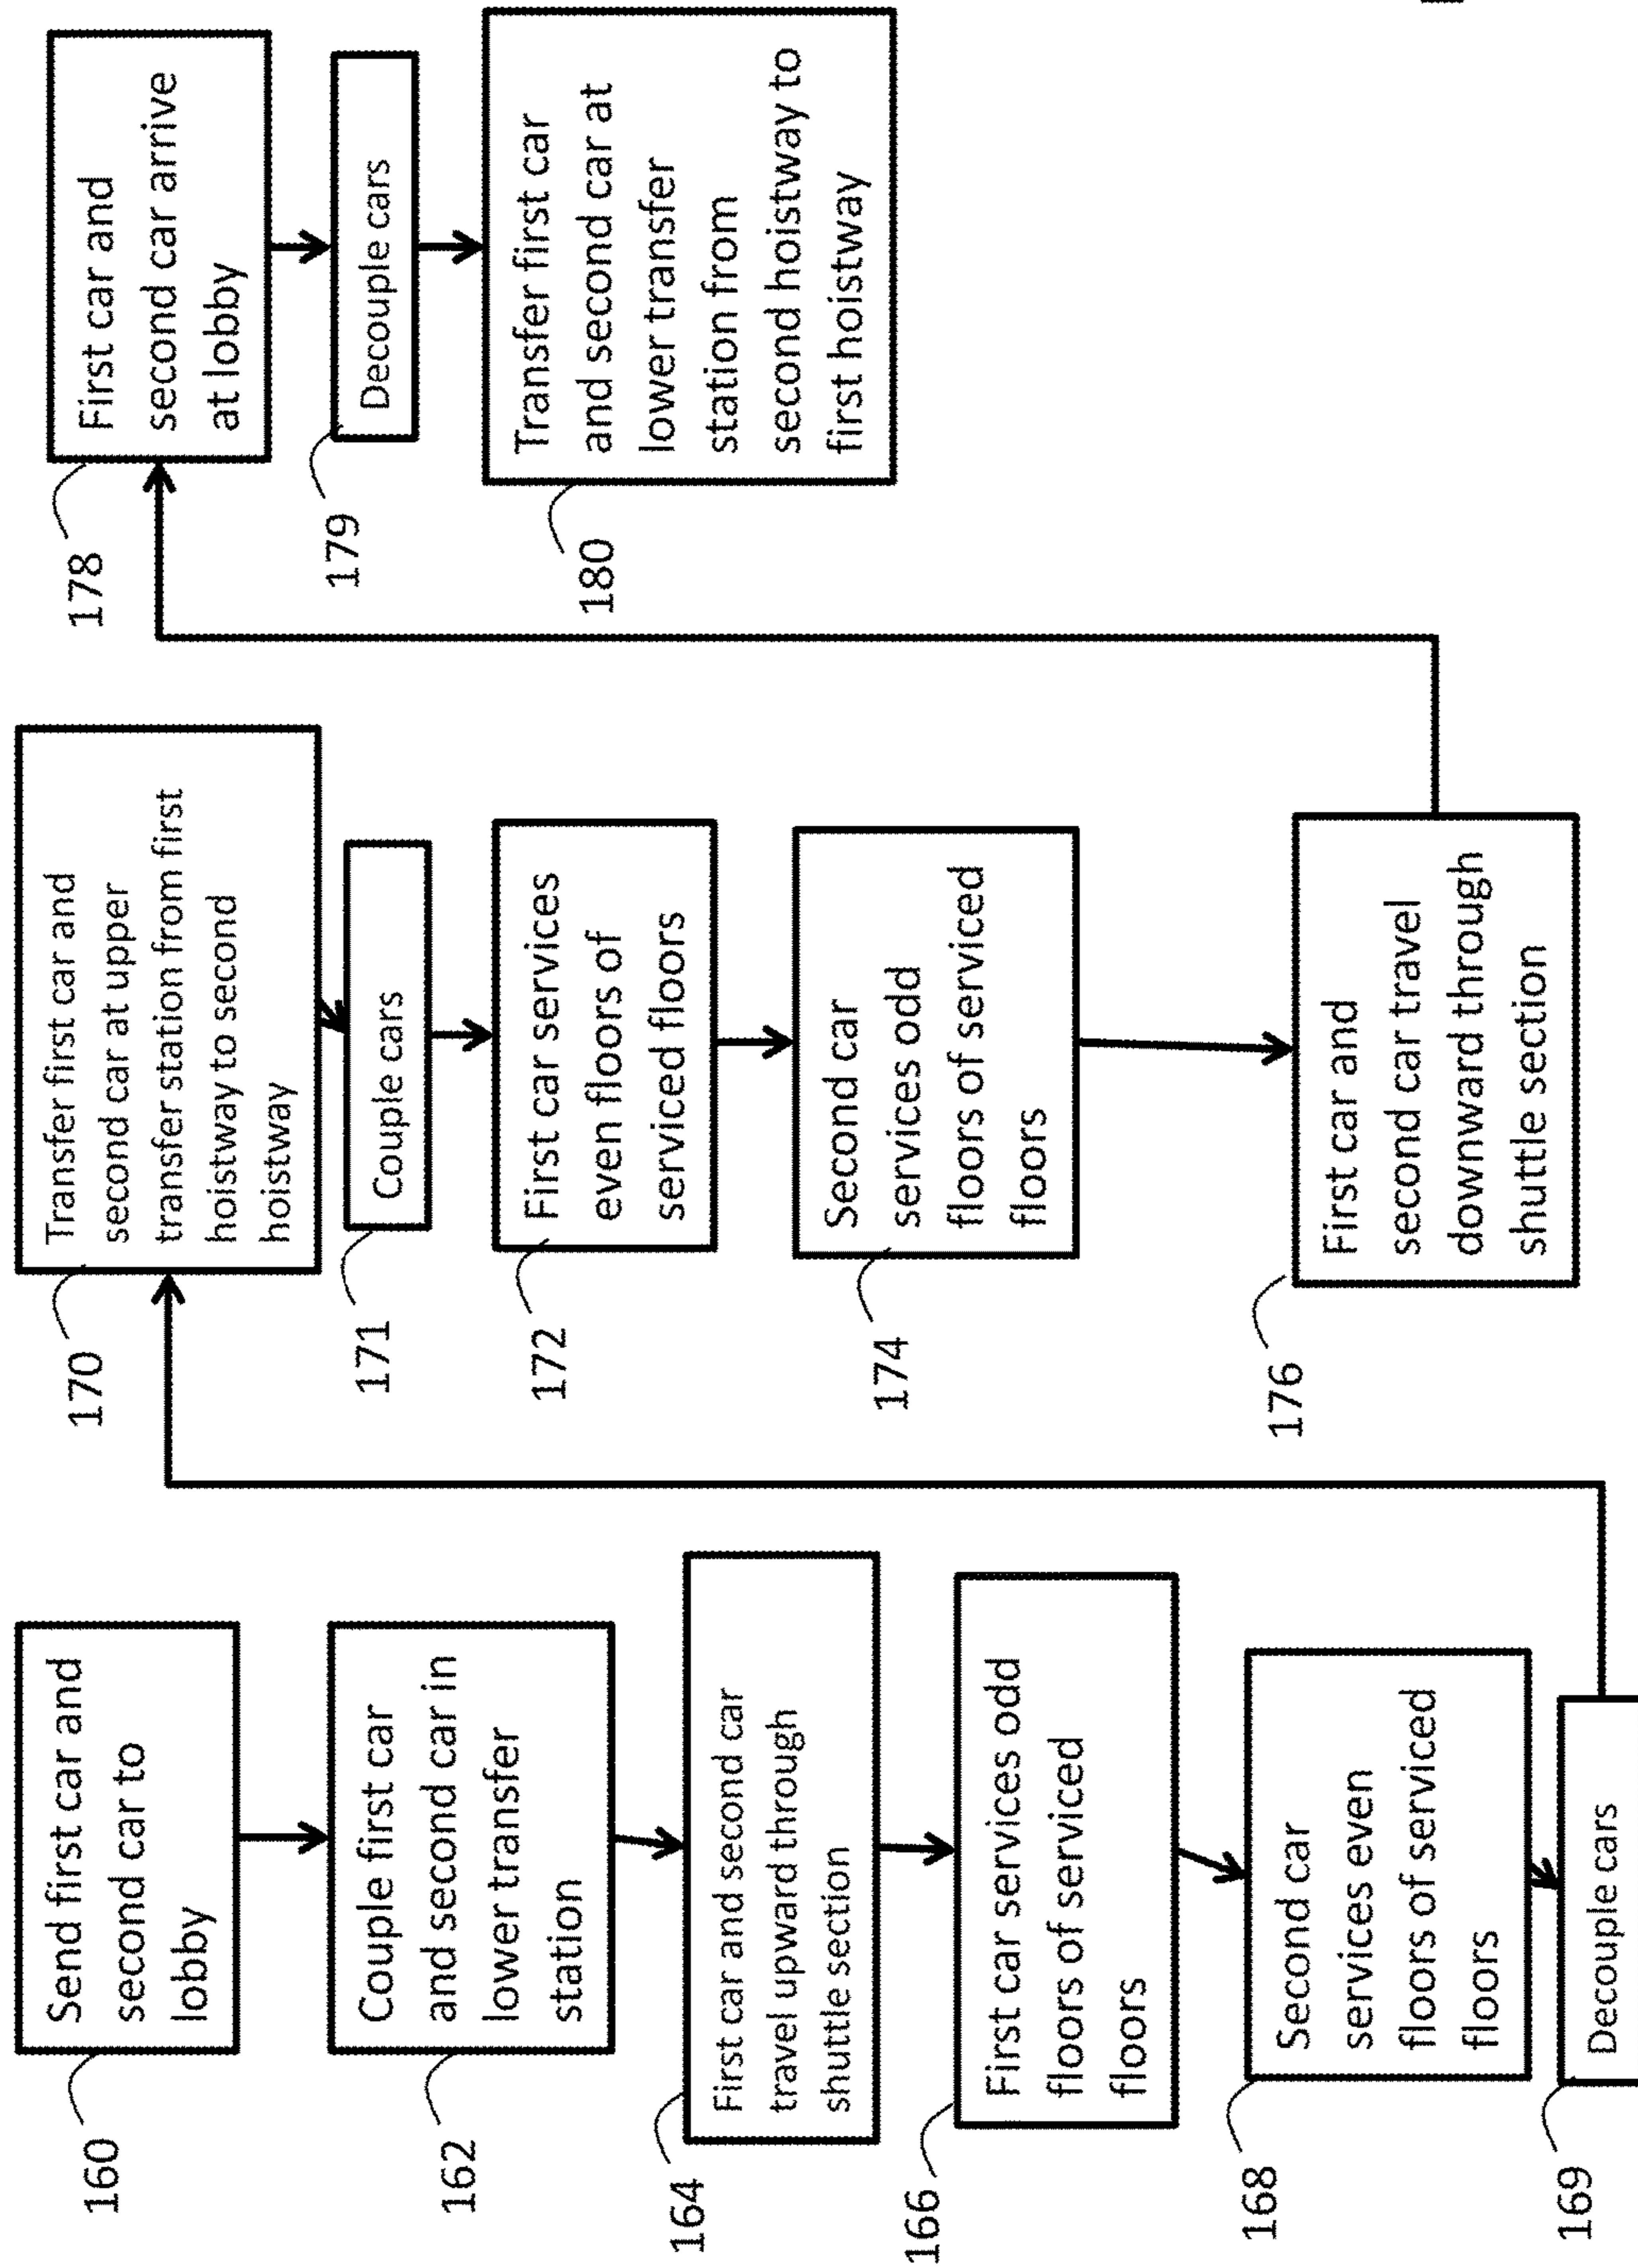 160
Send first car and
second car to
lobby
162
Couple first car
and second car in
lower transfer
station
164
First car and second car
travel upward through
shuttle section
166
First car services odd
floors of serviced
floors
168
Second car
services even
floors of serviced
floors
169
Decouple cars
170
Transfer first car and
second car at upper
transfer station from first
hoistway to second
hoistway
171
Couple cars
172
First car services
even floors of
serviced floors
174
Second car
services odd
floors of serviced
floors
176
First car and
second car travel
downward through
shuttle section
178
First car and
second car arrive
at lobby
179
Decouple cars
180
Transfer first car
and second car at
lower transfer
station from
second hoistway to
first hoistway